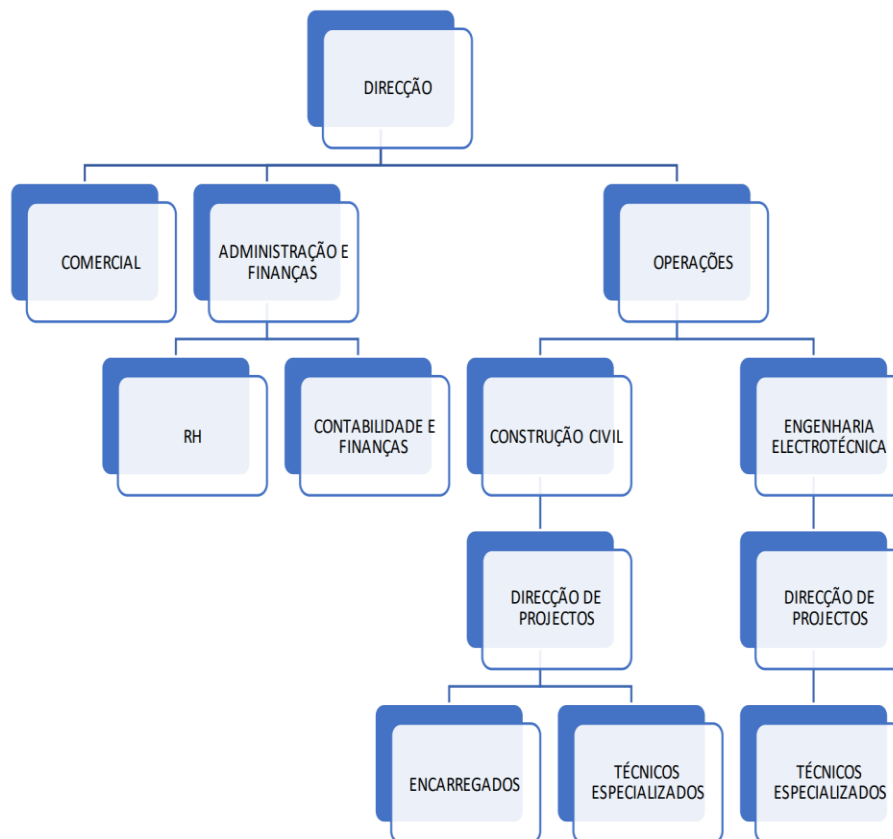 DIRECÇÃO
COMERCIAL
ADMINISTRAÇÃO E
FINANÇAS
OPERAÇÕES
RH
CONTABILIDADE E
FINANÇAS
CONSTRUÇÃO CIVIL
ENGENHARIA
ELECTROTÉCNICA
DIRECÇÃO DE
PROJECTOS
DIRECÇÃO DE
PROJECTOS
ENCARREGADOS
TÉCNICOS
ESPECIALIZADOS
TÉCNICOS
ESPECIALIZADOS